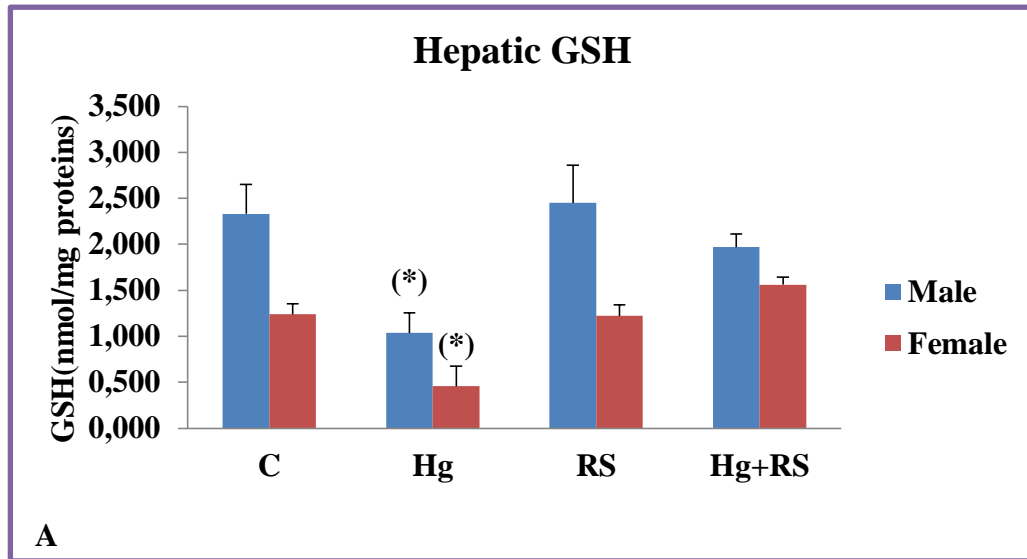 Hepatic GSH
GSH(nmol/mg proteins)
3,500
3,000
2,500
2,000
1,500
1,000
0,500
0,000
(*)
(*)
C Hg RS Hg+RS
Male
Female
A